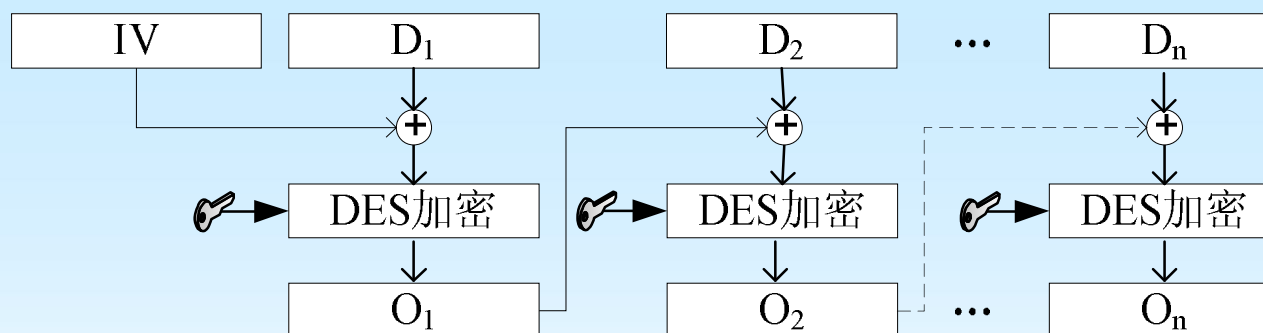 IV D₁ D₂ ... Dₙ
+ + +
DES加密 DES加密 DES加密
O₁ O₂ ... Oₙ